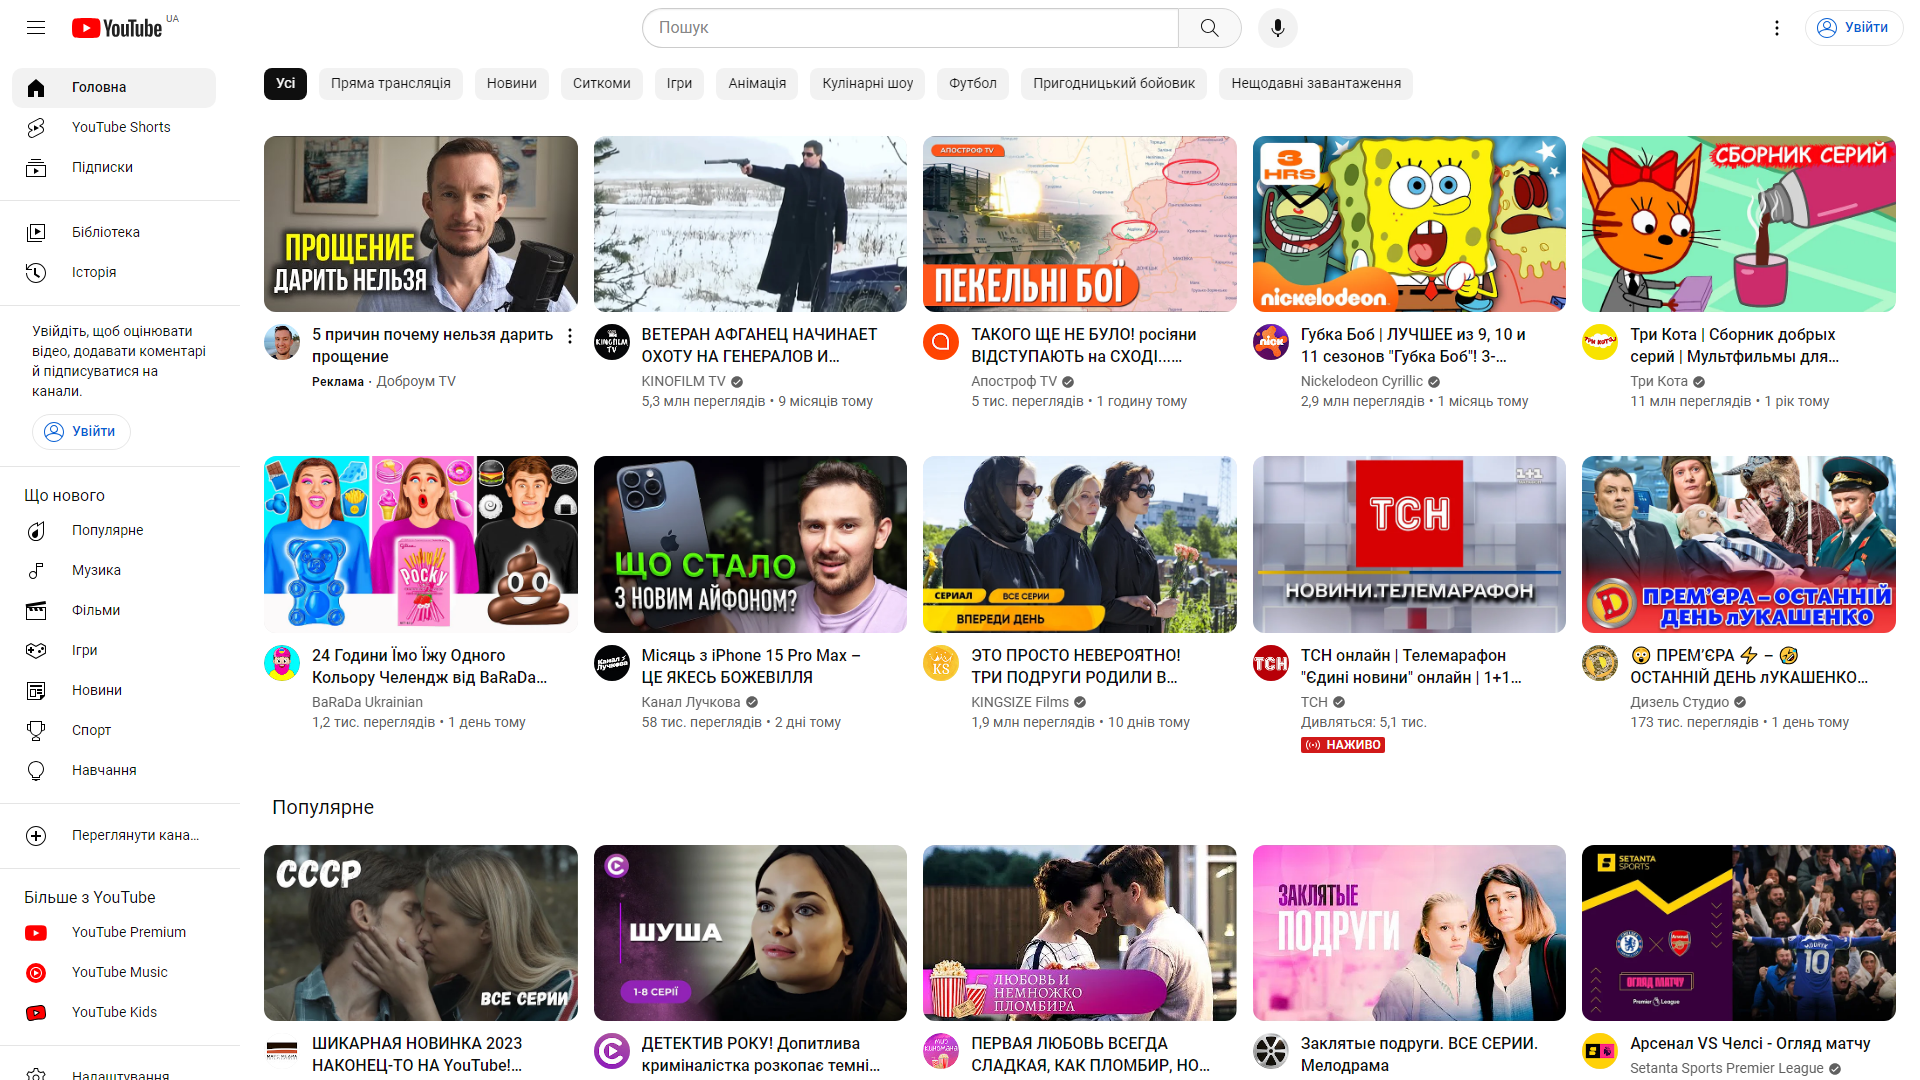 YouTube UA
Пошук
Увійти
Головна
YouTube Shorts
Підписки
Бібліотека
Історія
Увійдіть, щоб оцінювати
відео, додавати коментарі
й підписуватися на
канали.
Увійти
Що нового
Популярне
Музика
Фільми
Ігри
Новини
Спорт
Навчання
Переглянути кана...
Більше з YouTube
YouTube Premium
YouTube Music
YouTube Kids
Налаштування
Усі
Пряма трансляція
Новини
Ситкоми
Ігри
Анімація
Кулінарні шоу
Футбол
Пригодницький бойовик
Нещодавні завантаження
ПРОЩЕНИЕ
ДАРИТЬ НЕЛЬЗЯ
5 причин почему нельзя дарить
прощение
Реклама · Доброум TV
KINOFILM
TV
ВЕТЕРАН АФГАНЕЦ НАЧИНАЕТ
ОХОТУ НА ГЕНЕРАЛОВ И...
KINOFILM TV
5,3 млн переглядів • 9 місяців тому
АПОСТРОФ TV
ПЕКЕЛЬНІ БОЇ
ТАКОГО ЩЕ НЕ БУЛО! росіяни
ВІДСТУПАЮТЬ на СХОДІ......
Апостроф TV
5 тис. переглядів • 1 годину тому
3
HRS
nickelodeon
nick
Губка Боб | ЛУЧШЕЕ из 9, 10 и
11 сезонов "Губка Боб"! 3-...
Nickelodeon Cyrillic
2,9 млн переглядів • 1 місяць тому
СБОРНИК СЕРИЙ
ТРИ КОТА
Три Кота | Сборник добрых
серий | Мультфильмы для...
Три Кота
11 млн переглядів • 1 рік тому
POCKY
24 Години Їмо Їжу Одного
Кольору Челендж від BaRaDa...
BaRaDa Ukrainian
1,2 тис. переглядів • 1 день тому
ЩО СТАЛО
З НОВИМ АЙФОНОМ?
Канал
Лучкова
Місяць з iPhone 15 Pro Max –
ЦЕ ЯКЕСЬ БОЖЕВІЛЛЯ
Канал Лучкова
58 тис. переглядів • 2 дні тому
СЕРИАЛ
ВСЕ СЕРИИ
ВПЕРЕДИ ДЕНЬ
KS
ЭТО ПРОСТО НЕВЕРОЯТНО!
ТРИ ПОДРУГИ РОДИЛИ В...
KINGSIZE Films
1,9 млн переглядів • 10 днів тому
1+1
ТСН
НОВИНИ.ТЕЛЕМАРАФОН
ТСН
ТСН онлайн | Телемарафон
"Єдині новини" онлайн | 1+1...
ТСН
Дивляться: 5,1 тис.
НАЖИВО
ПРЕМ'ЄРА – ОСТАННІЙ
ДЕНЬ лУКАШЕНКО
😲 ПРЕМ’ЄРА ⚡ – 🤣
ОСТАННІЙ ДЕНЬ лУКАШЕНКО...
Дизель Студио
173 тис. переглядів • 1 день тому
Популярне
СССР
ВСЕ СЕРИИ
ШИКАРНАЯ НОВИНКА 2023
НАКОНЕЦ-ТО НА YouTube!...
ШУША
1-8 СЕРІЇ
ДЕТЕКТИВ РОКУ! Допитлива
криміналістка розкопає темні...
ЛЮБОВЬ И
НЕМНОЖКО
ПЛОМБИРА
ПЕРВАЯ ЛЮБОВЬ ВСЕГДА
СЛАДКАЯ, КАК ПЛОМБИР, НО...
ЗАКЛЯТЫЕ
ПОДРУГИ
Заклятые подруги. ВСЕ СЕРИИ.
Мелодрама
SETANTA
SPORTS
ОГЛЯД МАТЧУ
Premier League
MUDRYK
10
Арсенал VS Челсі - Огляд матчу
Setanta Sports Premier League